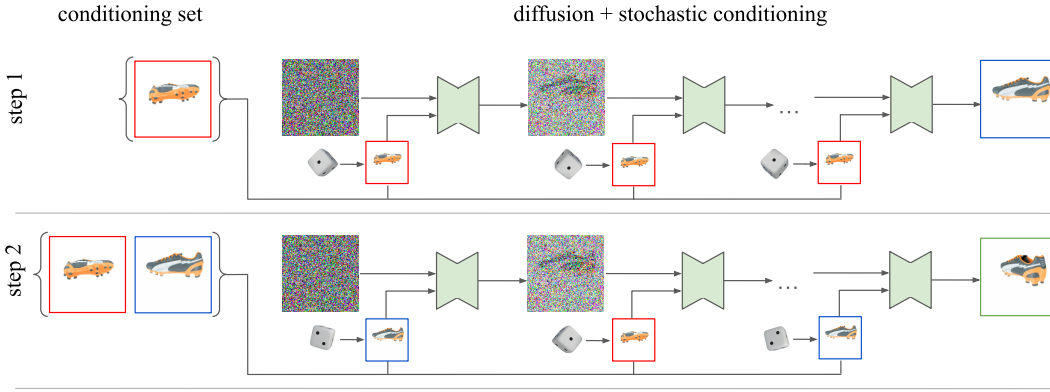 conditioning set
diffusion + stochastic conditioning
step 1
...
step 2
...